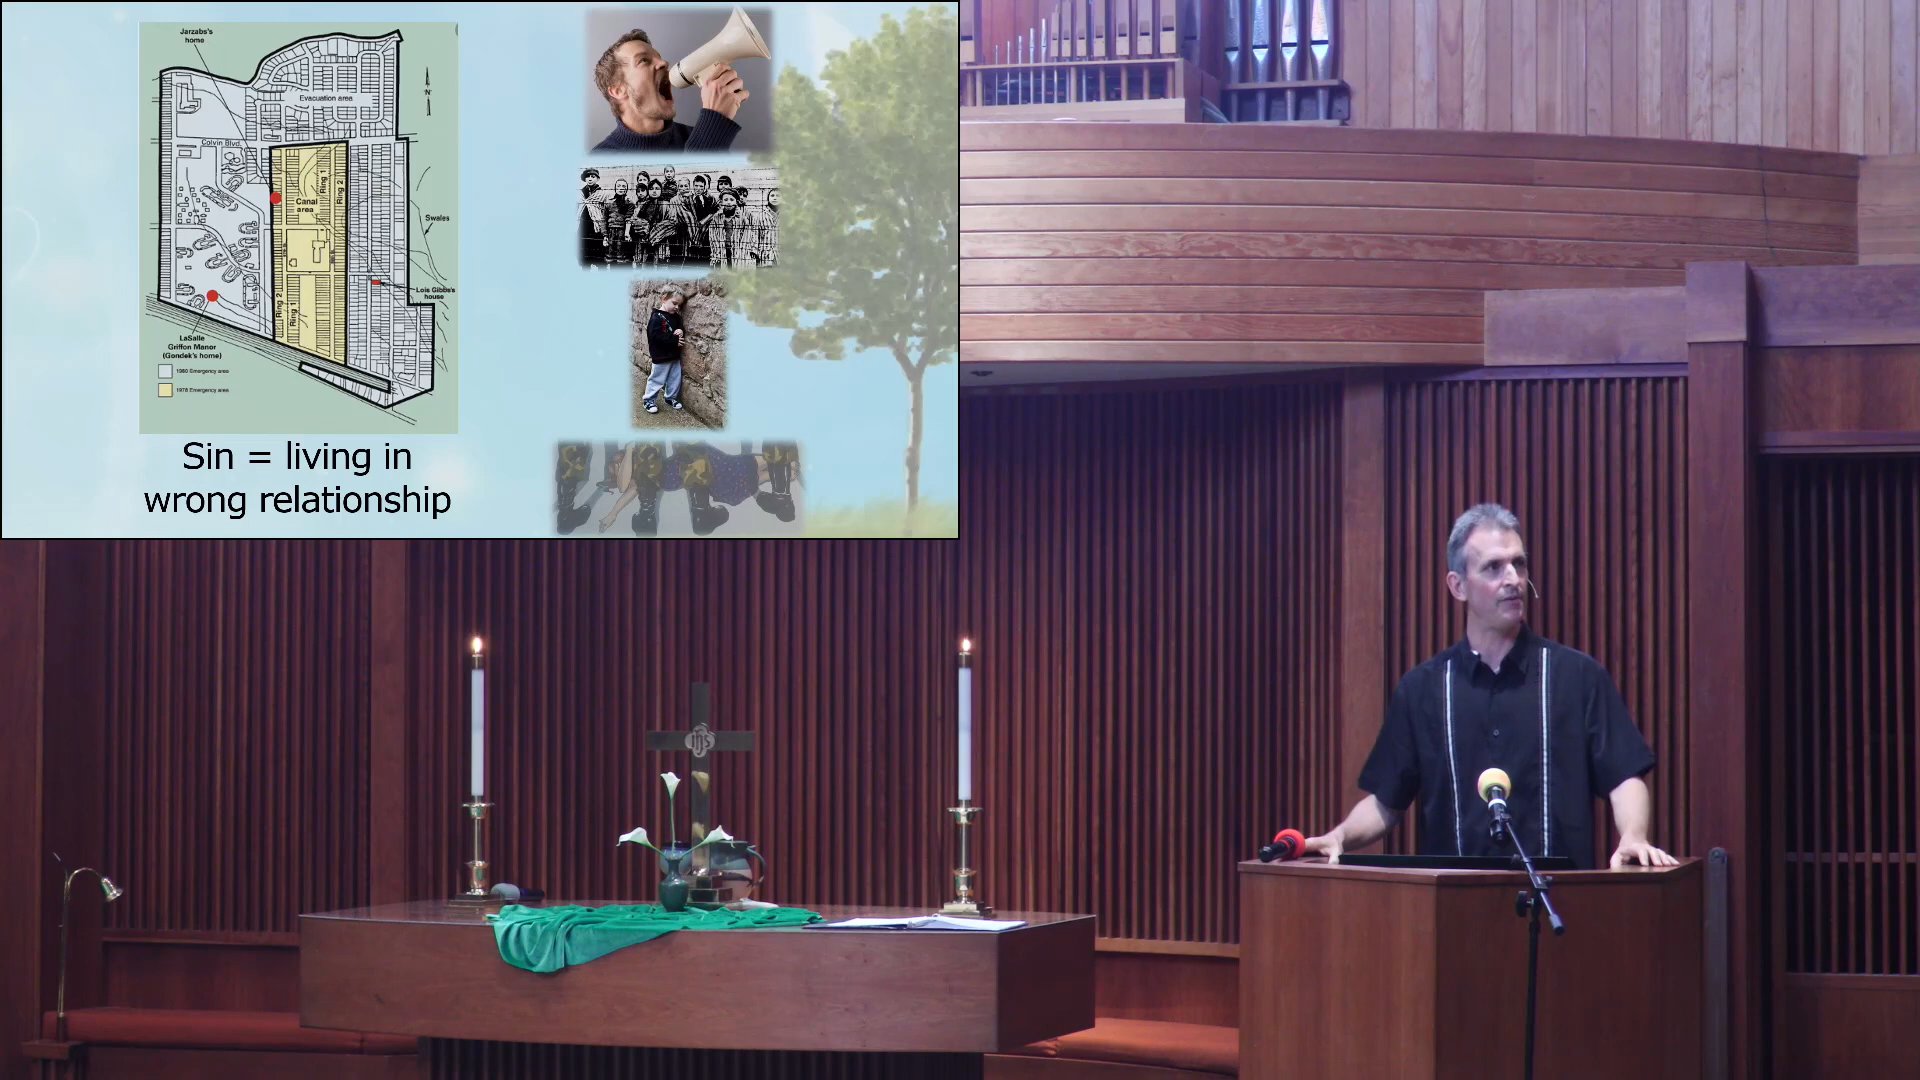 Jarzabs's
home
Evacuation area
N
Colvin Blvd.
Ring 1
Ring 2
Canal
area
Swales
Lois Gibbs's
house
Ring 2
Ring 1
LaSalle
Griffon Manor
(Gondek's home)
1980 Emergency area
1978 Emergency area
Sin = living in
wrong relationship
ihs